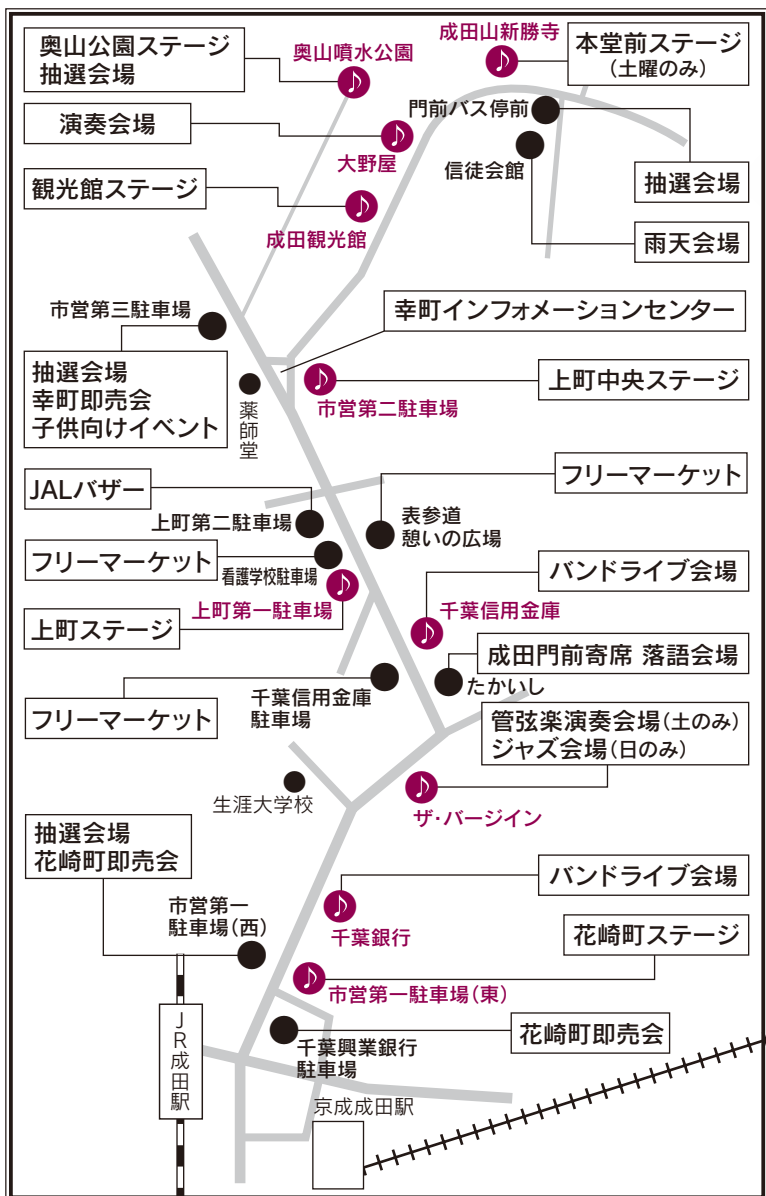 奥山公園ステージ
抽選会場
奥山噴水公園
成田山新勝寺
本堂前ステージ
(土曜のみ)
演奏会場
大野屋
門前バス停前
信徒会館
抽選会場
観光館ステージ
成田観光館
雨天会場
市営第三駐車場
幸町インフォメーションセンター
抽選会場
幸町即売会
子供向けイベント
薬師堂
市営第二駐車場
上町中央ステージ
JALバザー
上町第二駐車場
表参道
憩いの広場
フリーマーケット
フリーマーケット
看護学校駐車場
上町ステージ
上町第一駐車場
千葉信用金庫
バンドライブ会場
成田門前寄席 落語会場
たかいし
フリーマーケット
千葉信用金庫
駐車場
管弦楽演奏会場(土のみ)
ジャズ会場(日のみ)
ザ・バージイン
生涯大学校
抽選会場
花崎町即売会
市営第一
駐車場(西)
千葉銀行
バンドライブ会場
花崎町ステージ
市営第一駐車場(東)
千葉興業銀行
駐車場
花崎町即売会
JR成田駅
京成成田駅